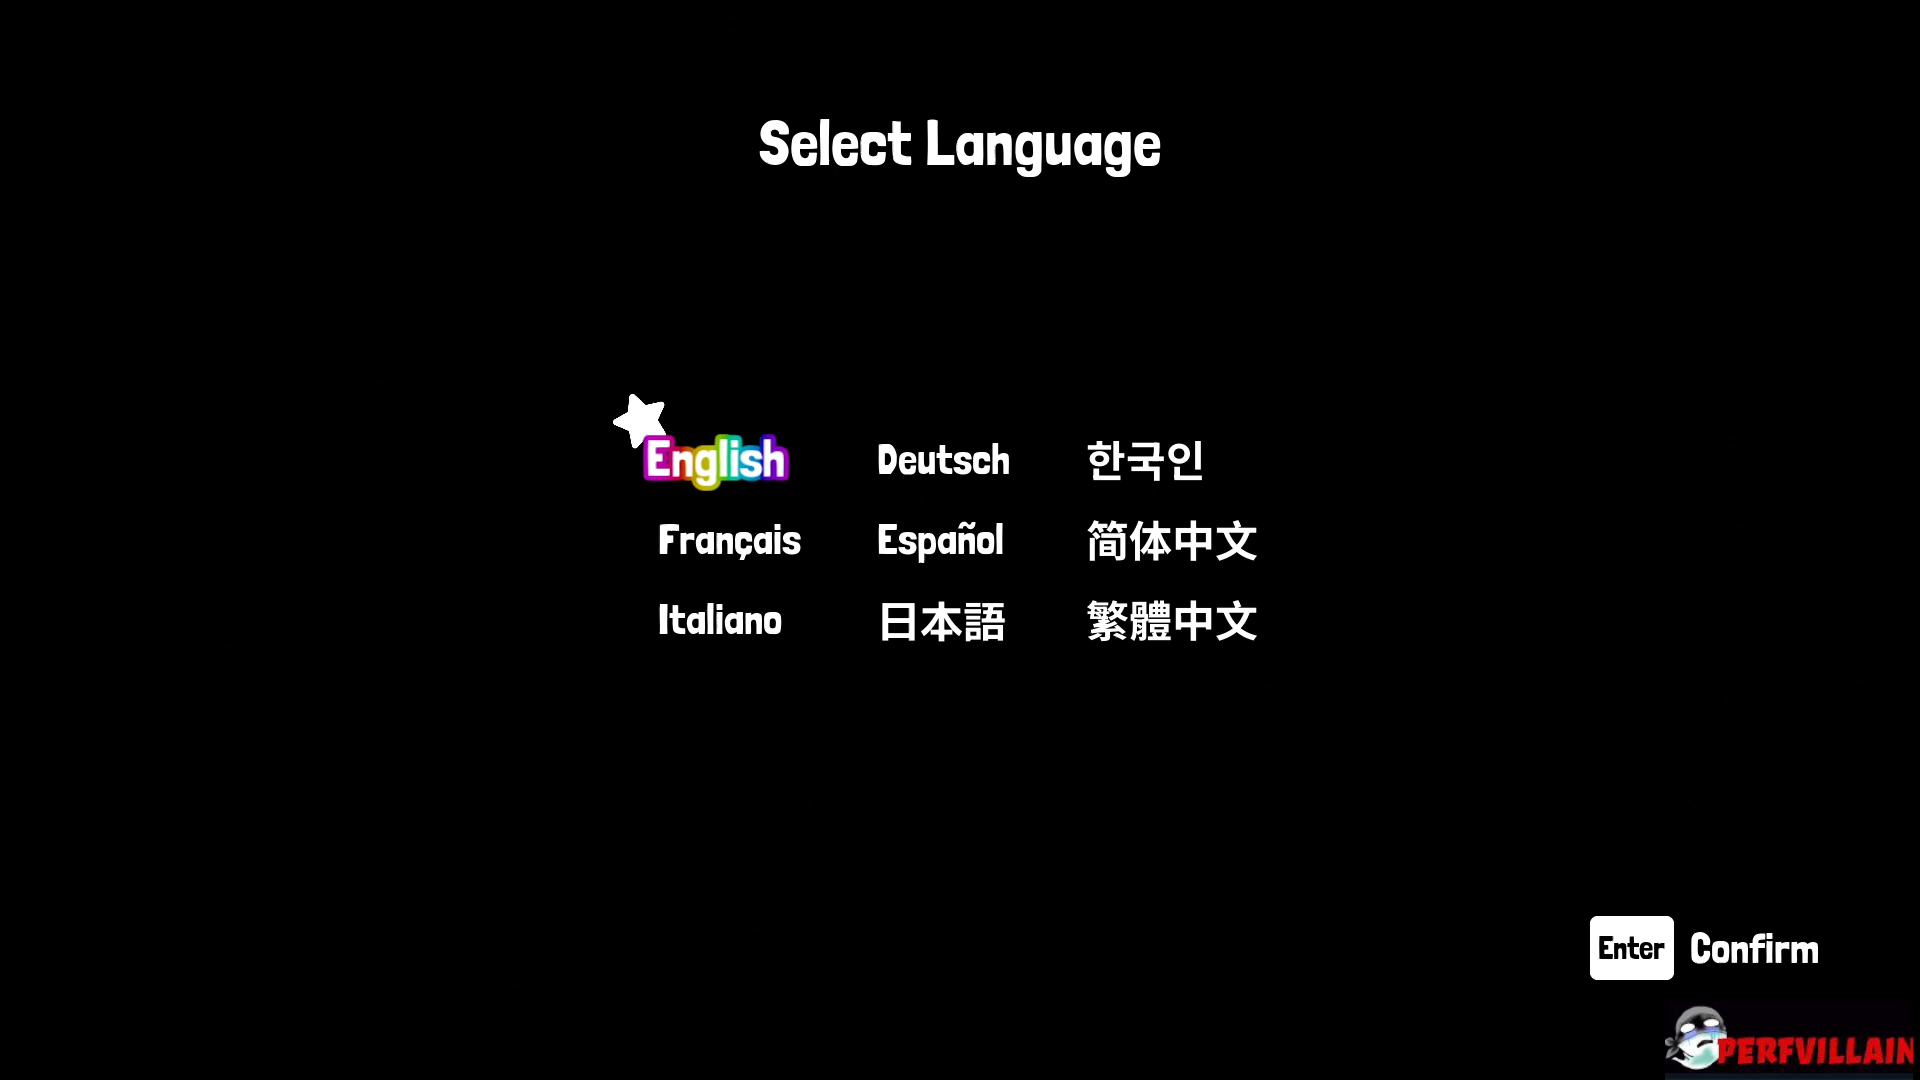 Select Language
English Deutsch 한국인
Français Español 简体中文
Italiano 日本語 繁體中文
Enter Confirm
PERFVILLAIN